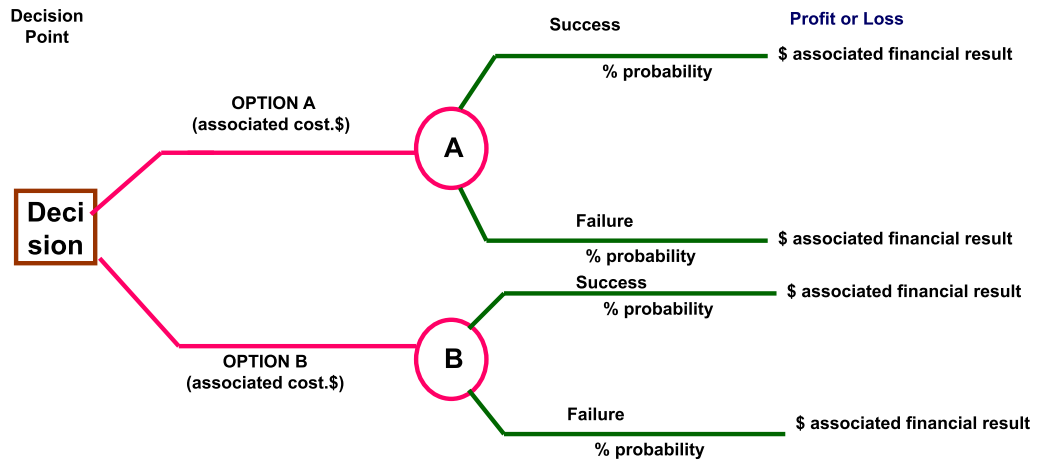 Decision
Point
Success
Profit or Loss
$ associated financial result
% probability
OPTION A
(associated cost.$)
A
Deci
sion
Failure
$ associated financial result
% probability
Success
$ associated financial result
% probability
OPTION B
(associated cost.$)
B
Failure
$ associated financial result
% probability